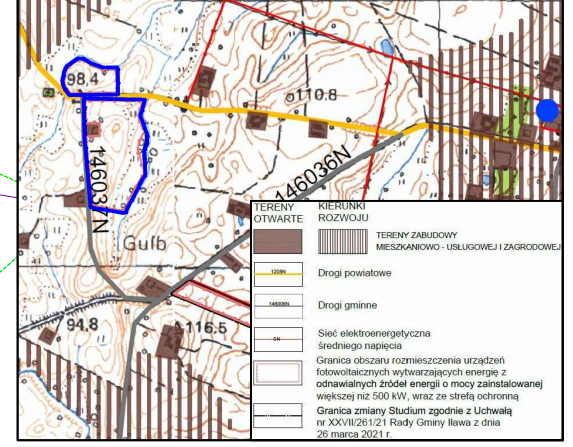 98,4
110.8
146037N
146036N
Gulb
94,8
116,5
TERENY
OTWARTE
KIERUNKI
ROZWOJU
TERENY ZABUDOWY
MIESZKANIOWO - USŁUGOWEJ I ZAGRODOWEJ
1208N
Drogi powiatowe
Drogi gminne
SN
Sieć elektroenergetyczna
średniego napięcia
Granica obszaru rozmieszczenia urządzeń
fotowoltaicznych wytwarzających energię z
odnawialnych źródeł energii o mocy zainstalowanej
większej niż 500 kW, wraz ze strefą ochronną
Granica zmiany Studium zgodnie z Uchwałą
nr XXVII/261/21 Rady Gminy Iława z dnia
26 marca 2021 r.